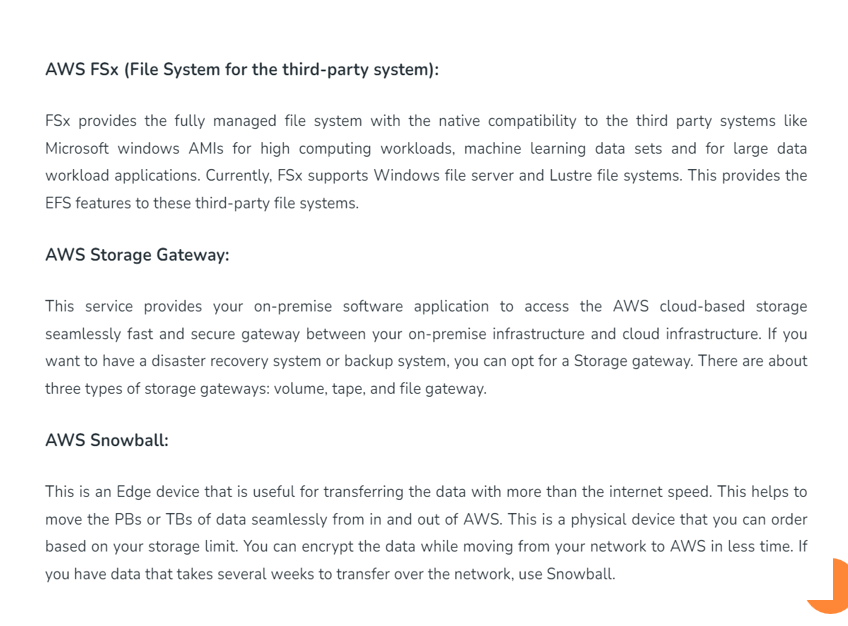 AWS FSx (File System for the third-party system):
FSx provides the fully managed file system with the native compatibility to the third party systems like
Microsoft windows AMIs for high computing workloads, machine learning data sets and for large data
workload applications. Currently, FSx supports Windows file server and Lustre file systems. This provides the
EFS features to these third-party file systems.
AWS Storage Gateway:
This service provides your on-premise software application to access the AWS cloud-based storage
seamlessly fast and secure gateway between your on-premise infrastructure and cloud infrastructure. If you
want to have a disaster recovery system or backup system, you can opt for a Storage gateway. There are about
three types of storage gateways: volume, tape, and file gateway.
AWS Snowball:
This is an Edge device that is useful for transferring the data with more than the internet speed. This helps to
move the PBs or TBs of data seamlessly from in and out of AWS. This is a physical device that you can order
based on your storage limit. You can encrypt the data while moving from your network to AWS in less time. If
you have data that takes several weeks to transfer over the network, use Snowball.